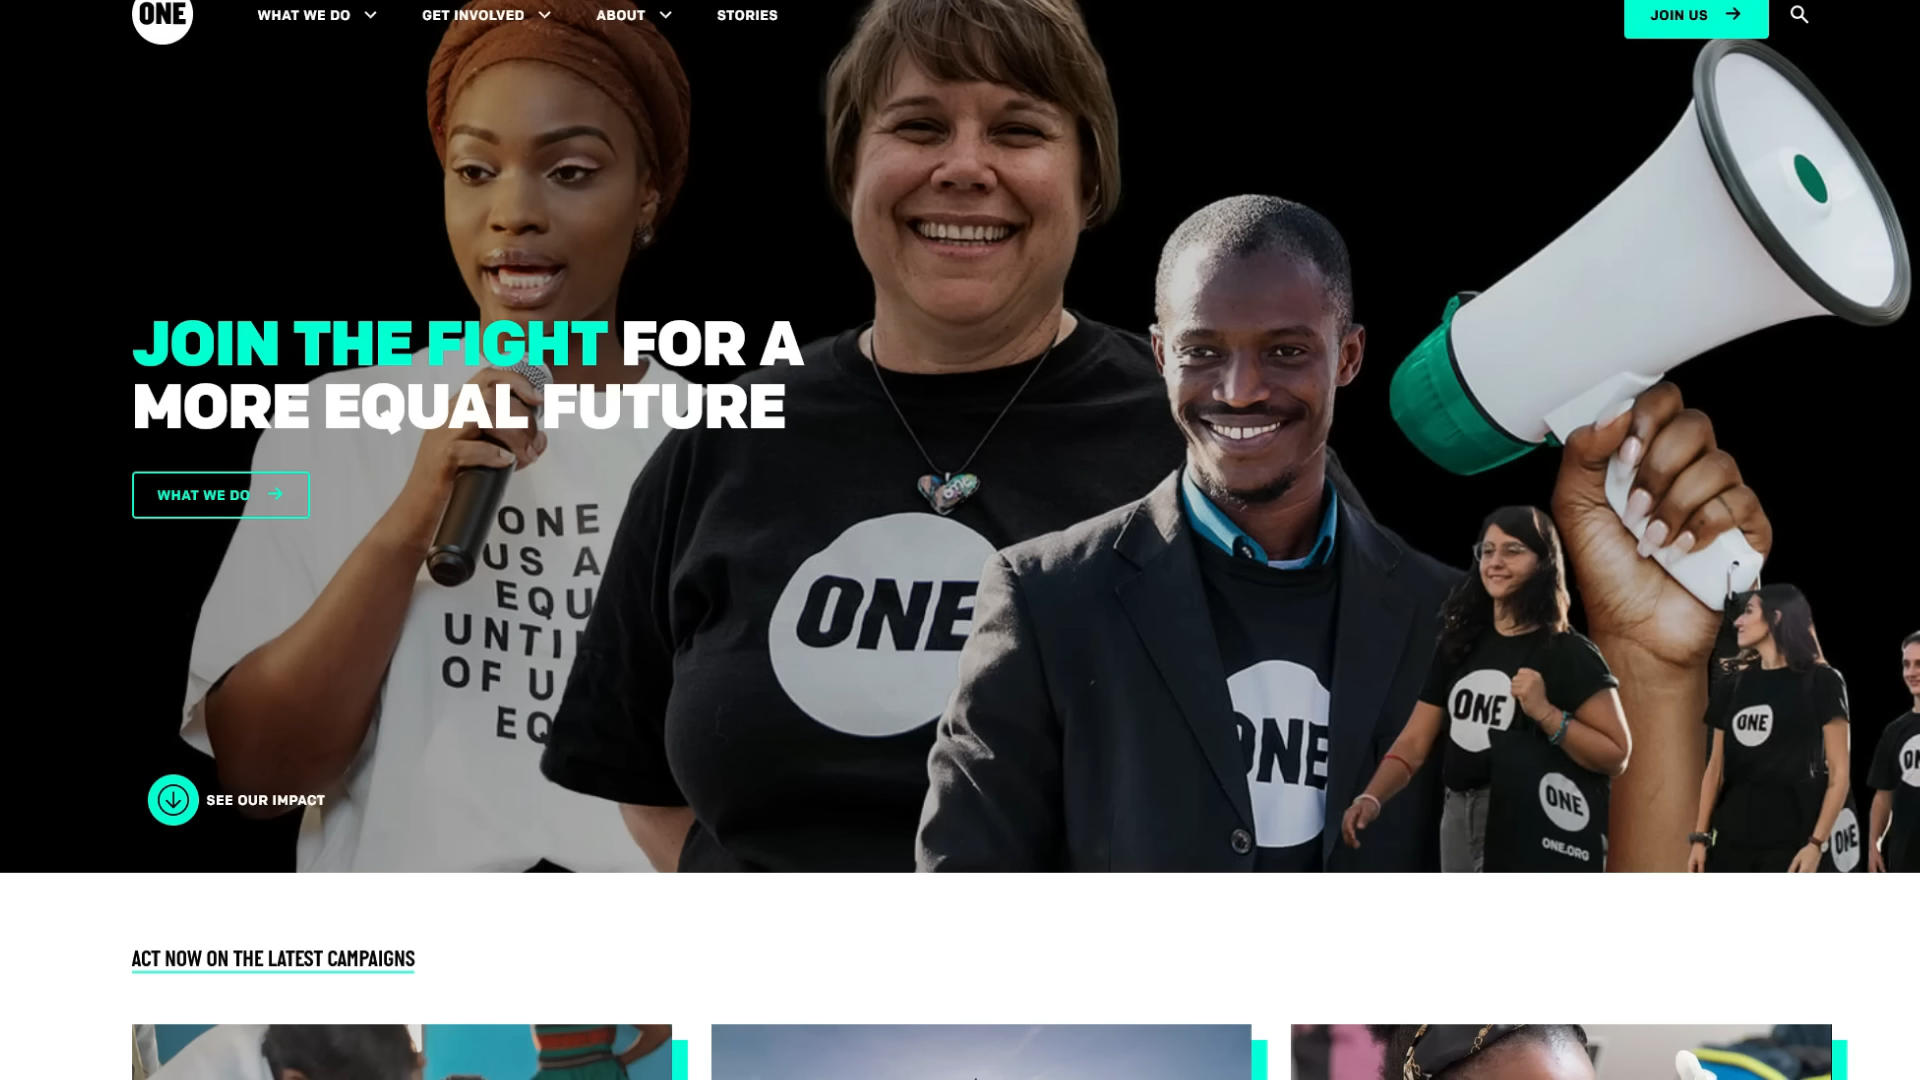 ONE
WHAT WE DO
GET INVOLVED
ABOUT
STORIES
JOIN US
JOIN THE FIGHT FOR A
MORE EQUAL FUTURE
WHAT WE DO
ONE
US A
EQU
UNTI
OF U
EQ
ONE
ONE
ONE
ONE
ONE.ORG
ONE
ONE
ON
SEE OUR IMPACT
ACT NOW ON THE LATEST CAMPAIGNS